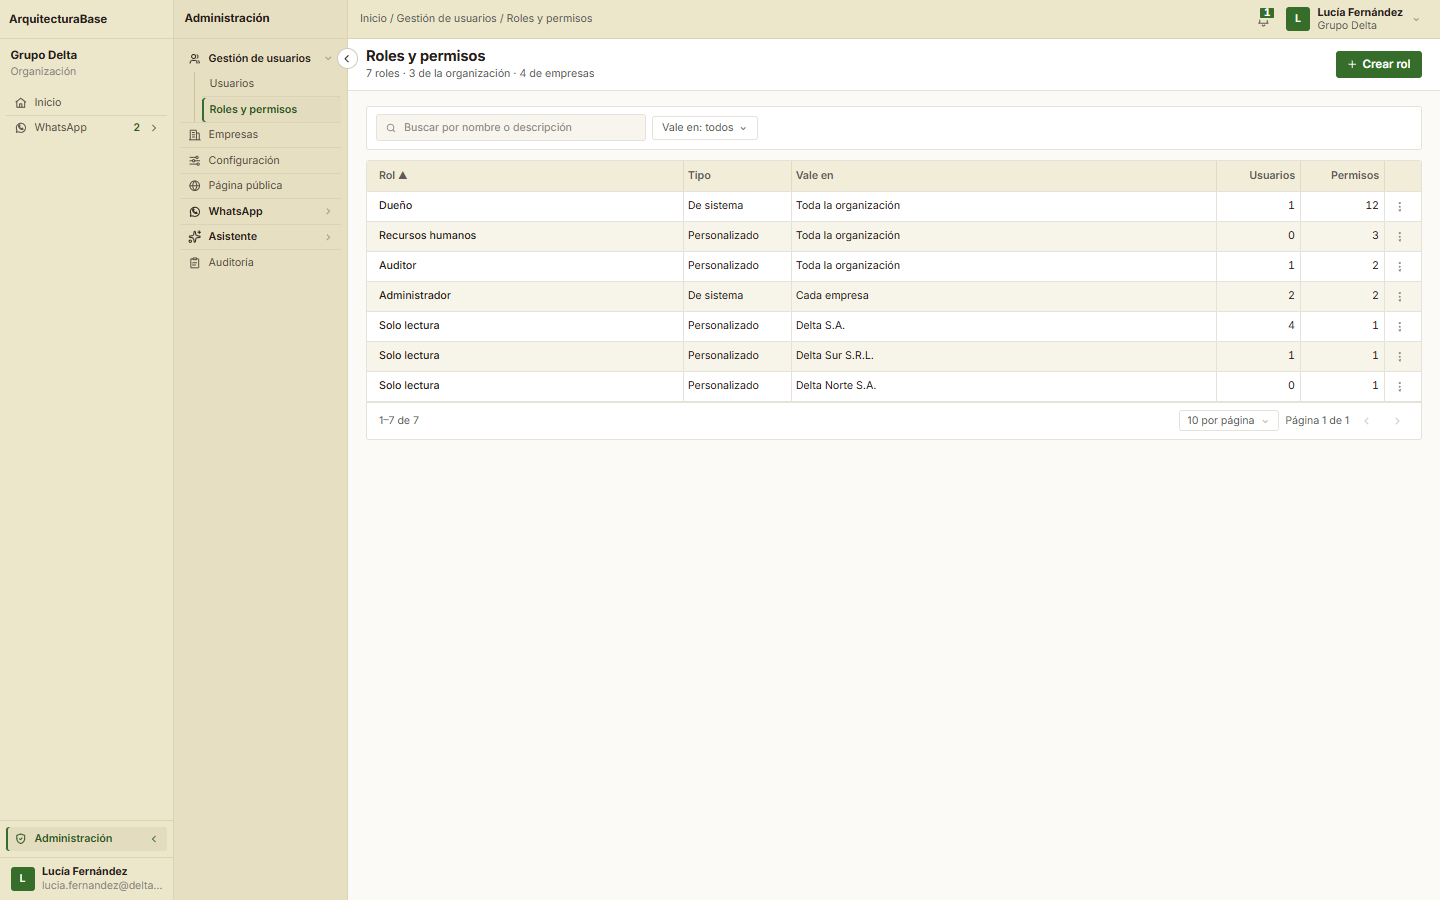 ArquitecturaBase
Grupo Delta
Organización
Inicio
WhatsApp 2
Administración
Lucía Fernández
lucia.fernandez@delta...
Administración
Gestión de usuarios
Usuarios
Roles y permisos
Empresas
Configuración
Página pública
WhatsApp
Asistente
Auditoría
Inicio / Gestión de usuarios / Roles y permisos
1
L Lucía Fernández
Grupo Delta
Roles y permisos
7 roles · 3 de la organización · 4 de empresas
+ Crear rol
Buscar por nombre o descripción
Vale en: todos
Rol ▲ Tipo Vale en Usuarios Permisos
Dueño De sistema Toda la organización 1 12
Recursos humanos Personalizado Toda la organización 0 3
Auditor Personalizado Toda la organización 1 2
Administrador De sistema Cada empresa 2 2
Solo lectura Personalizado Delta S.A. 4 1
Solo lectura Personalizado Delta Sur S.R.L. 1 1
Solo lectura Personalizado Delta Norte S.A. 0 1
1–7 de 7
10 por página Página 1 de 1
L